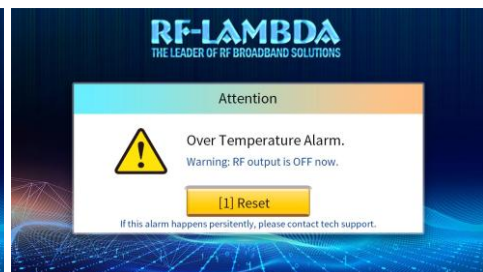 RF-LAMBDA
THE LEADER OF RF BROADBAND SOLUTIONS
Attention
Over Temperature Alarm.
Warning: RF output is OFF now.
[1] Reset
If this alarm happens persitently, please contact tech support.